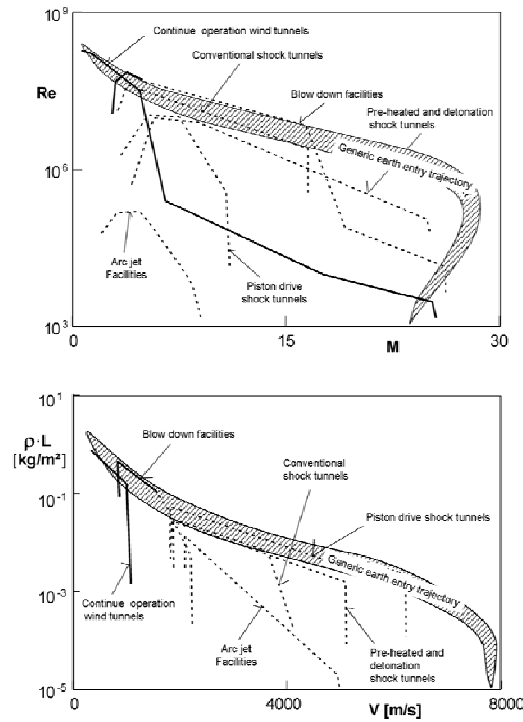 10⁹
Continue operation wind tunnels
Conventional shock tunnels
Re
Blow down facilities
Pre-heated and detonation
shock tunnels
10⁶
Generic earth entry trajectory
Arc jet
Facilities
Piston drive
shock tunnels
10³
0
15
30
M
10¹
ρ·L
[kg/m²]
Blow down facilities
Conventional
shock tunnels
10⁻¹
Piston drive shock tunnels
Generic earth entry trajectory
10⁻³
Continue operation
wind tunnels
Arc jet
Facilities
Pre-heated and
detonation
shock tunnels
10⁻⁵
0
4000
8000
V [m/s]